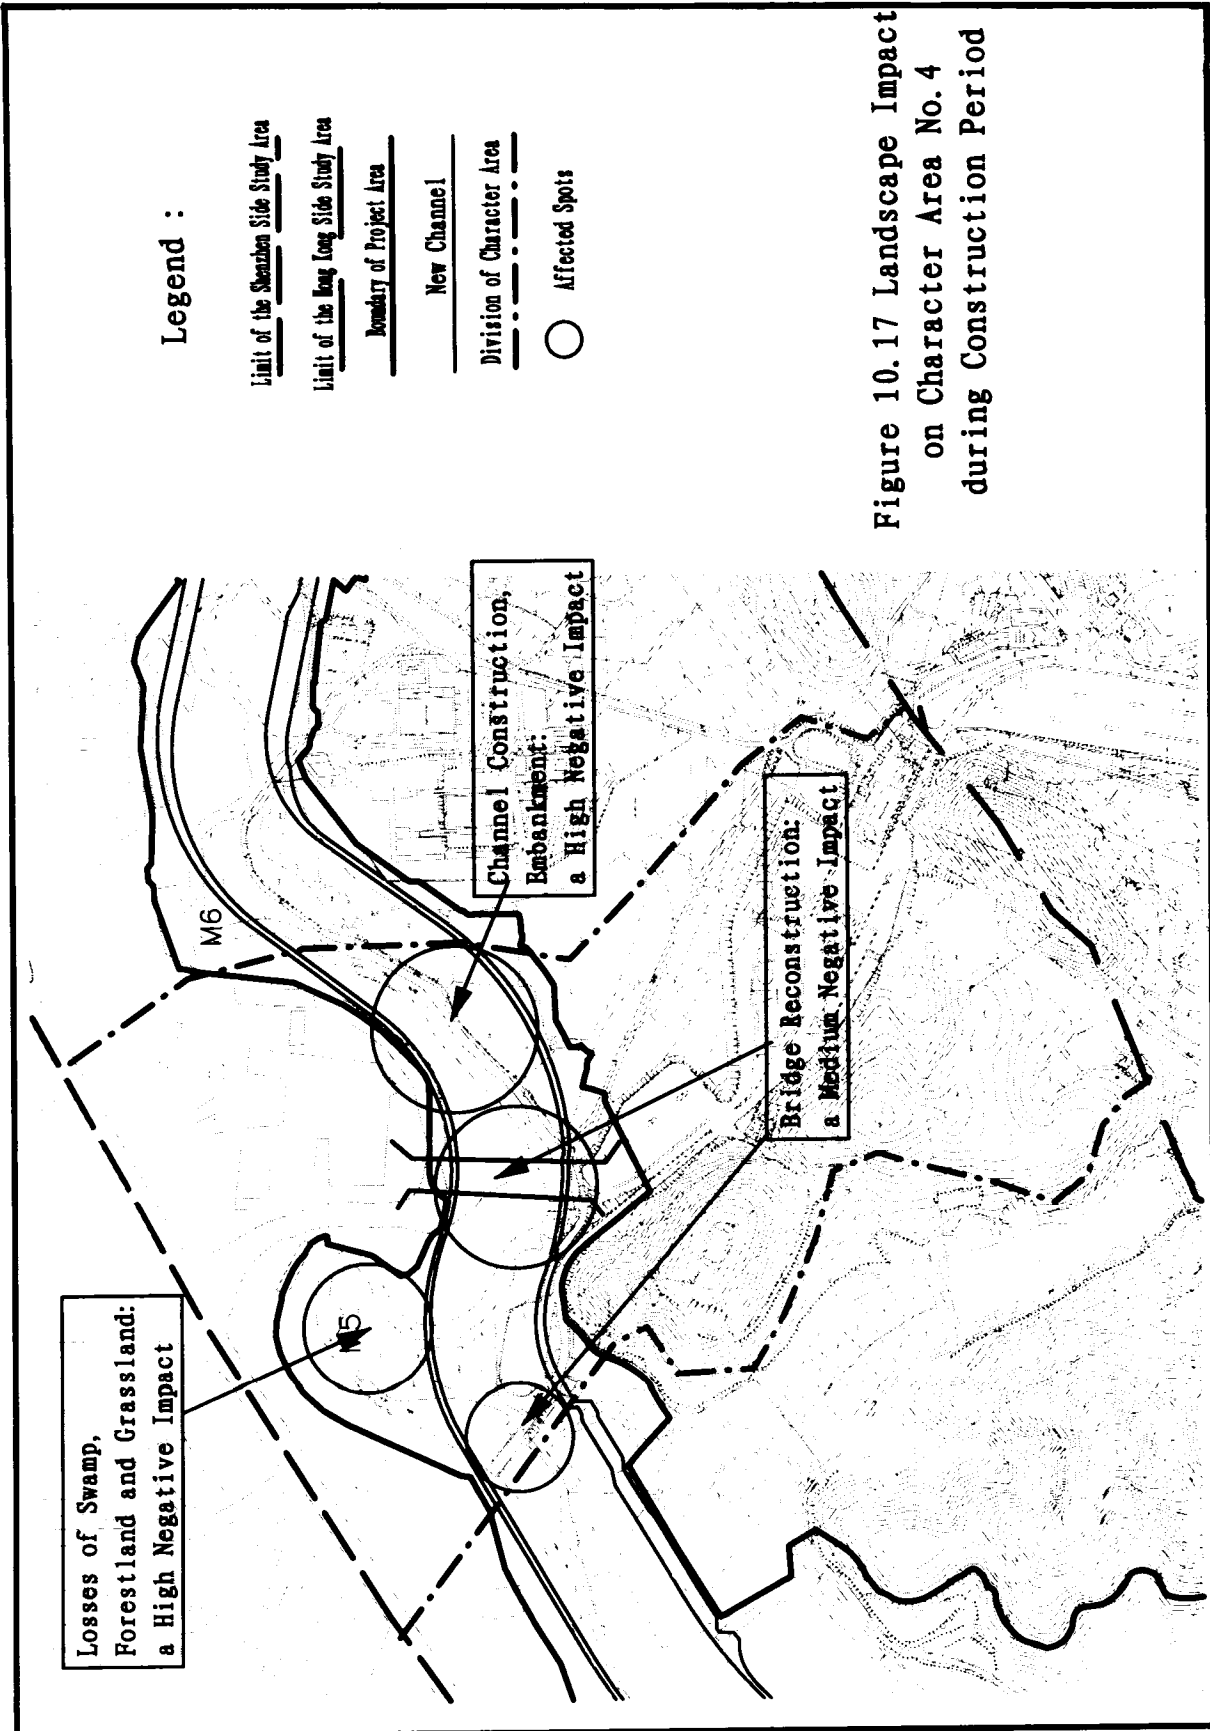 Losses of Swamp,
Forestland and Grassland:
a High Negative Impact
M5
M6
Channel Construction,
Embankment:
a High Negative Impact
Bridge Reconstruction:
a Medium Negative Impact
Legend :
Limit of the Shenzhen Side Study Area
Limit of the Hong Kong Side Study Area
Boundary of Project Area
New Channel
Division of Character Area
Affected Spots
Figure 10.17 Landscape Impact
on Character Area No.4
during Construction Period